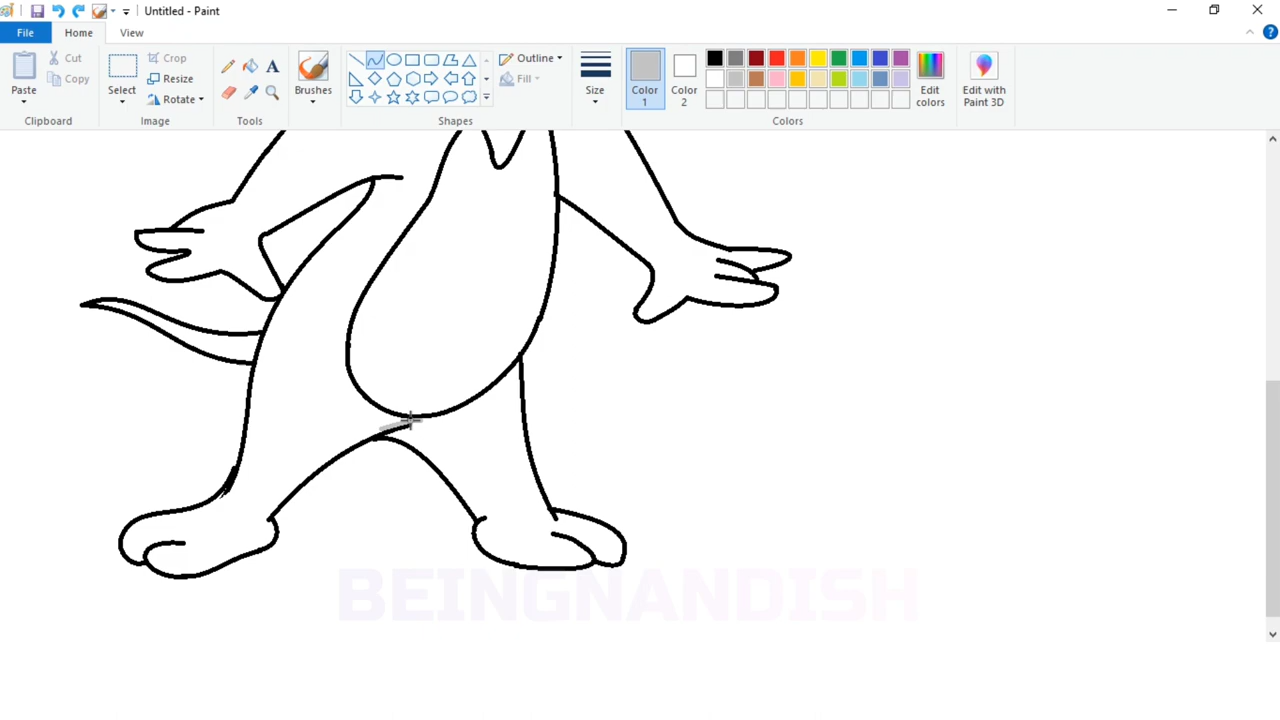 Untitled - Paint
File
Home
View
Paste
Cut
Copy
Clipboard
Select
Crop
Resize
Rotate
Image
A
Tools
Brushes
Outline
Fill
Shapes
Size
Color 1
Color 2
Edit colors
Colors
Edit with Paint 3D
BEINGNANDISH